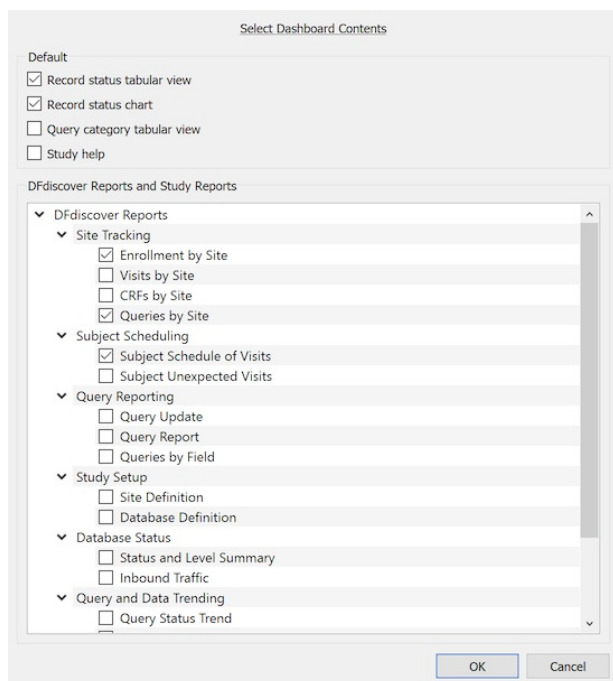 Select Dashboard Contents
Default
Record status tabular view
Record status chart
Query category tabular view
Study help
DFdiscover Reports and Study Reports
DFdiscover Reports
Site Tracking
Enrollment by Site
Visits by Site
CRFs by Site
Queries by Site
Subject Scheduling
Subject Schedule of Visits
Subject Unexpected Visits
Query Reporting
Query Update
Query Report
Queries by Field
Study Setup
Site Definition
Database Definition
Database Status
Status and Level Summary
Inbound Traffic
Query and Data Trending
Query Status Trend
OK Cancel